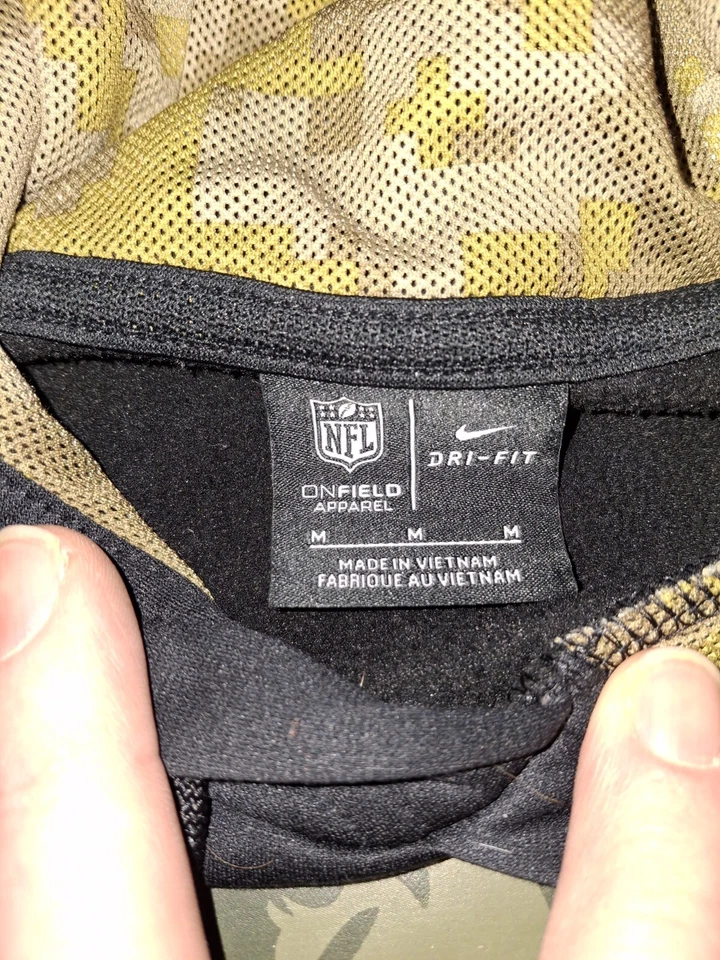 NFL
DRI-FIT
ONFIELD
APPAREL
M M M
MADE IN VIETNAM
FABRIQUE AU VIETNAM